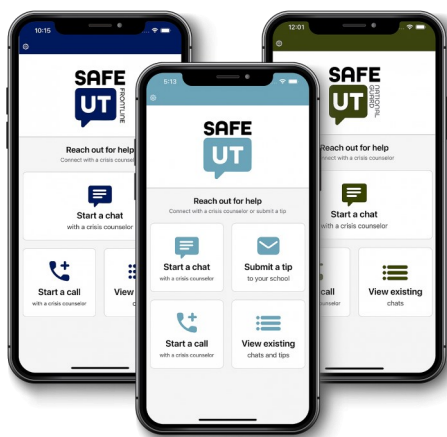 10:15
SAFE
UT
FRONTLINE
Reach out for help
Connect with a crisis counselor
Start a chat
with a crisis counselor
Start a call
with a crisis counselor
View
5:13
SAFE
UT
Reach out for help
Connect with a crisis counselor or submit a tip
Start a chat
with a crisis counselor
Submit a tip
to your school
Start a call
with a crisis counselor
View existing
chats and tips
12:01
SAFE
UT
NATIONAL
GUARD
Reach out for help
Connect with a crisis counselor
Start a chat
with a crisis counselor
call
counselor
View existing
chats